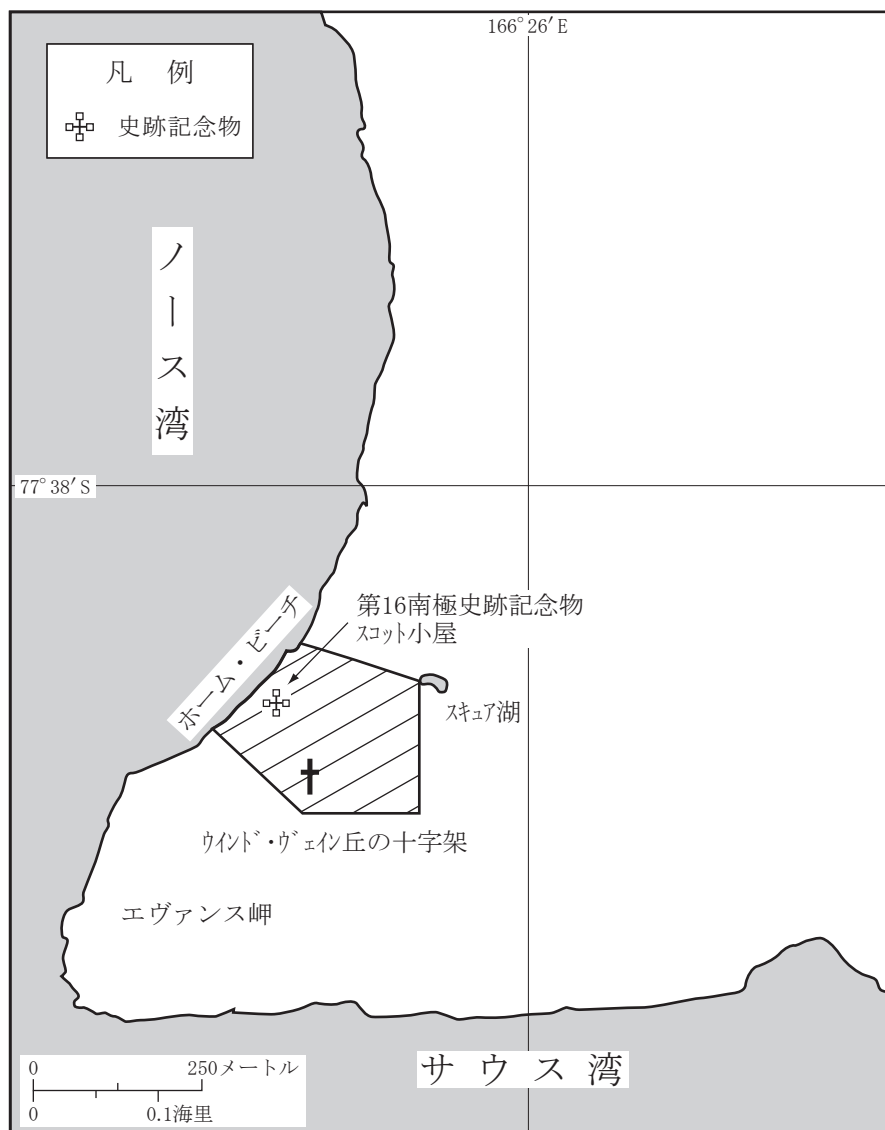 166°26′E
凡 例
史跡記念物
ノース湾
77°38′S
第16南極史跡記念物
スコット小屋
ホーム・ビーチ
スキュア湖
ウインド・ヴェイン丘の十字架
エヴァンス岬
サウス湾
0 250メートル
0 0.1海里